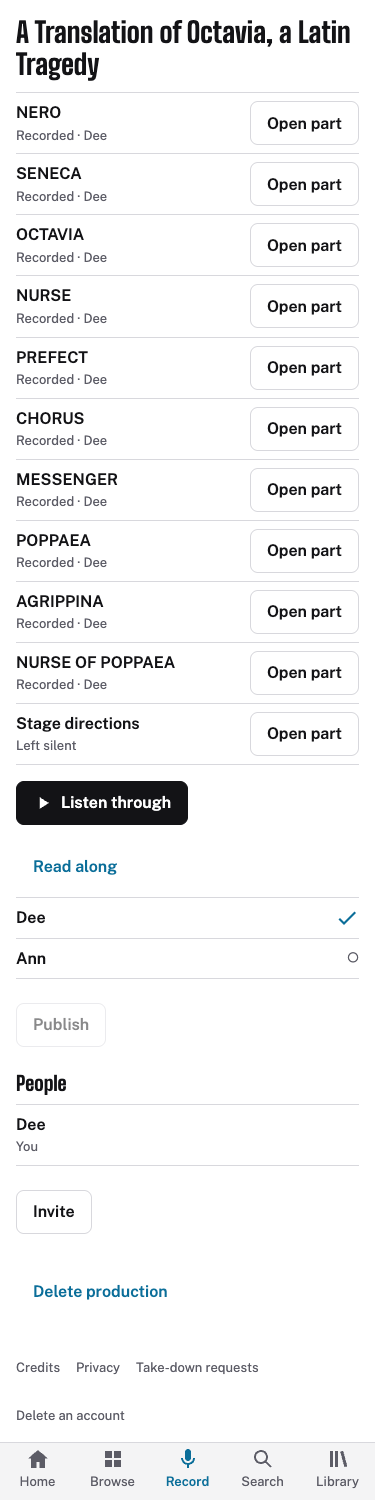 A Translation of Octavia, a Latin
Tragedy
NERO
Recorded · Dee
Open part
SENECA
Recorded · Dee
Open part
OCTAVIA
Recorded · Dee
Open part
NURSE
Recorded · Dee
Open part
PREFECT
Recorded · Dee
Open part
CHORUS
Recorded · Dee
Open part
MESSENGER
Recorded · Dee
Open part
POPPAEA
Recorded · Dee
Open part
AGRIPPINA
Recorded · Dee
Open part
NURSE OF POPPAEA
Recorded · Dee
Open part
Stage directions
Left silent
Open part
Listen through
Read along
Dee
Ann
Publish
People
Dee
You
Invite
Delete production
Credits Privacy Take-down requests
Delete an account
Home Browse Record Search Library